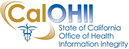 CalOHII
State of California
Office of Health
Information Integrity